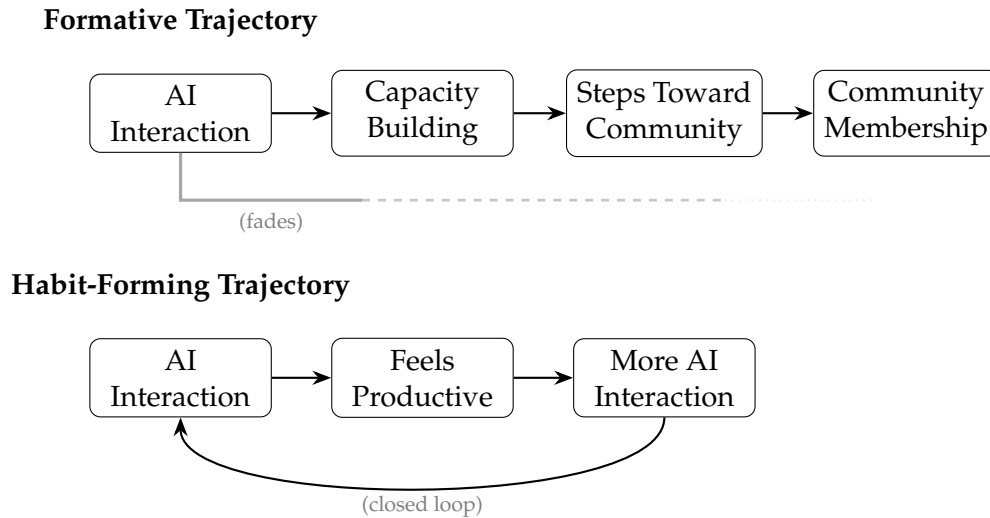 Formative Trajectory
AI
Interaction
Capacity
Building
Steps Toward
Community
Community
Membership
(fades)
Habit-Forming Trajectory
AI
Interaction
Feels
Productive
More AI
Interaction
(closed loop)